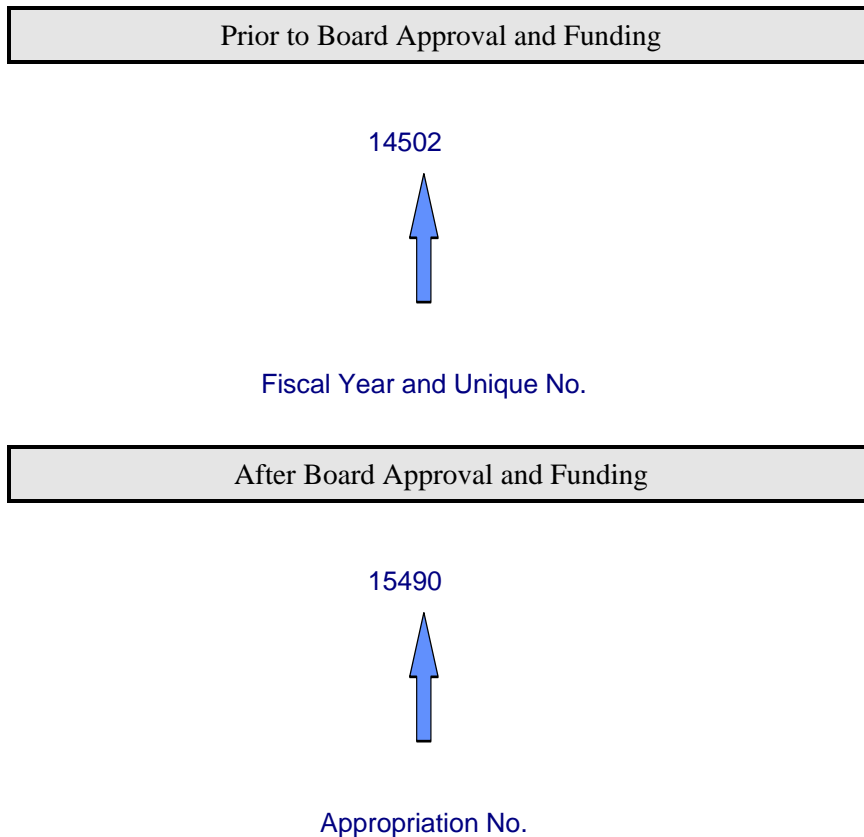 Prior to Board Approval and Funding
14502
Fiscal Year and Unique No.
After Board Approval and Funding
15490
Appropriation No.